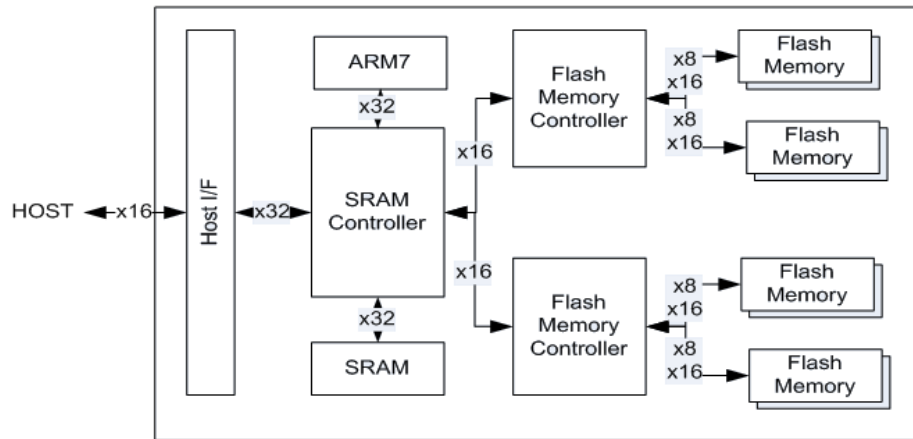 HOST
x16
Host I/F
x32
ARM7
x32
SRAM
Controller
x32
SRAM
x16
x16
Flash
Memory
Controller
x8
x16
x8
x16
Flash
Memory
Flash
Memory
Flash
Memory
Controller
x8
x16
x8
x16
Flash
Memory
Flash
Memory